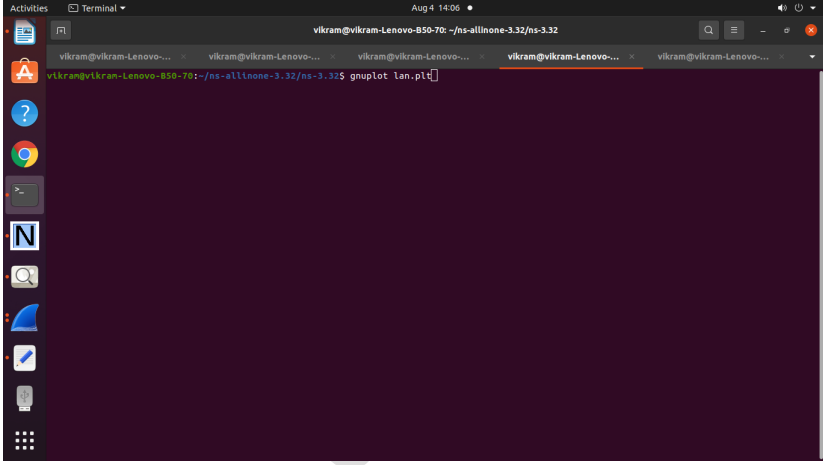 Activities Terminal Aug 4 14:06
vikram@vikram-Lenovo-B50-70: ~/ns-allinone-3.32/ns-3.32
vikram@vikram-Lenovo-... vikram@vikram-Lenovo-... vikram@vikram-Lenovo-... vikram@vikram-Lenovo-... vikram@vikram-Lenovo-...
vikram@vikram-Lenovo-B50-70:~/ns-allinone-3.32/ns-3.32$ gnuplot lan.plt